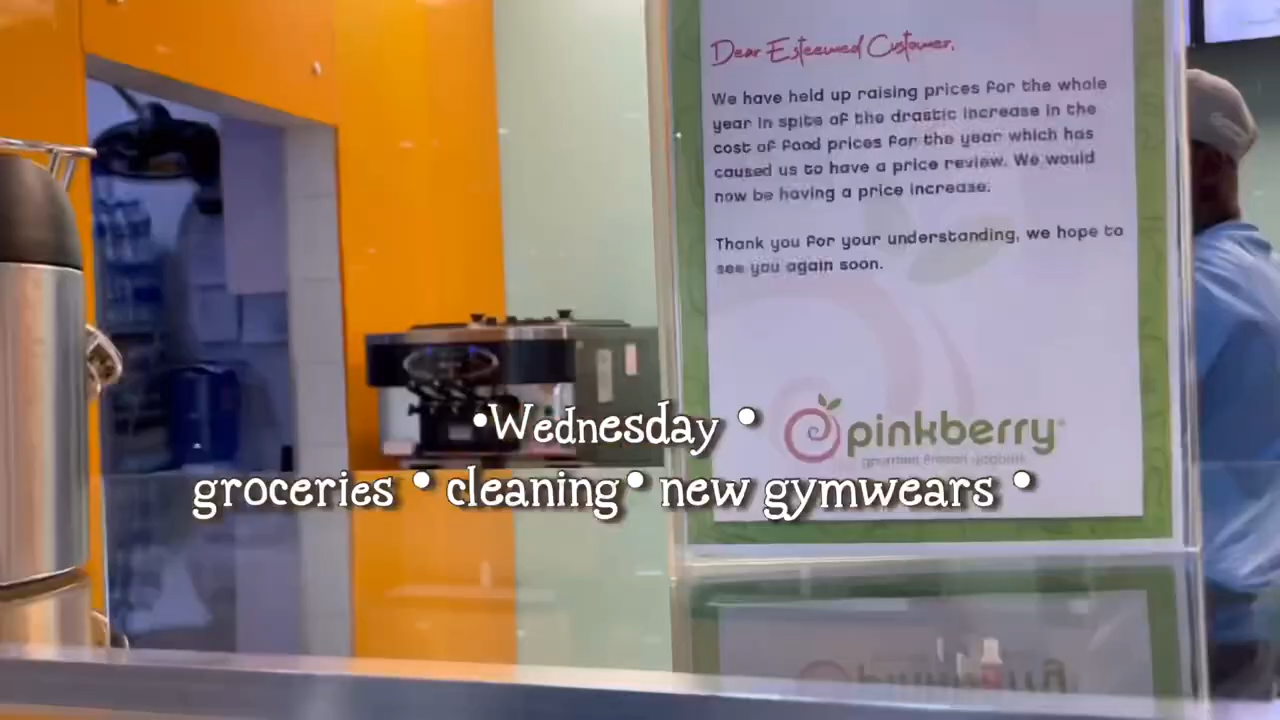 Dear Esteemed Customer,
We have held up raising prices for the whole
year in spite of the drastic increase in the
cost of food prices for the year which has
caused us to have a price review. We would
now be having a price increase.
Thank you for your understanding, we hope to
see you again soon.
pinkberry
•Wednesday •
groceries • cleaning • new gymwears •